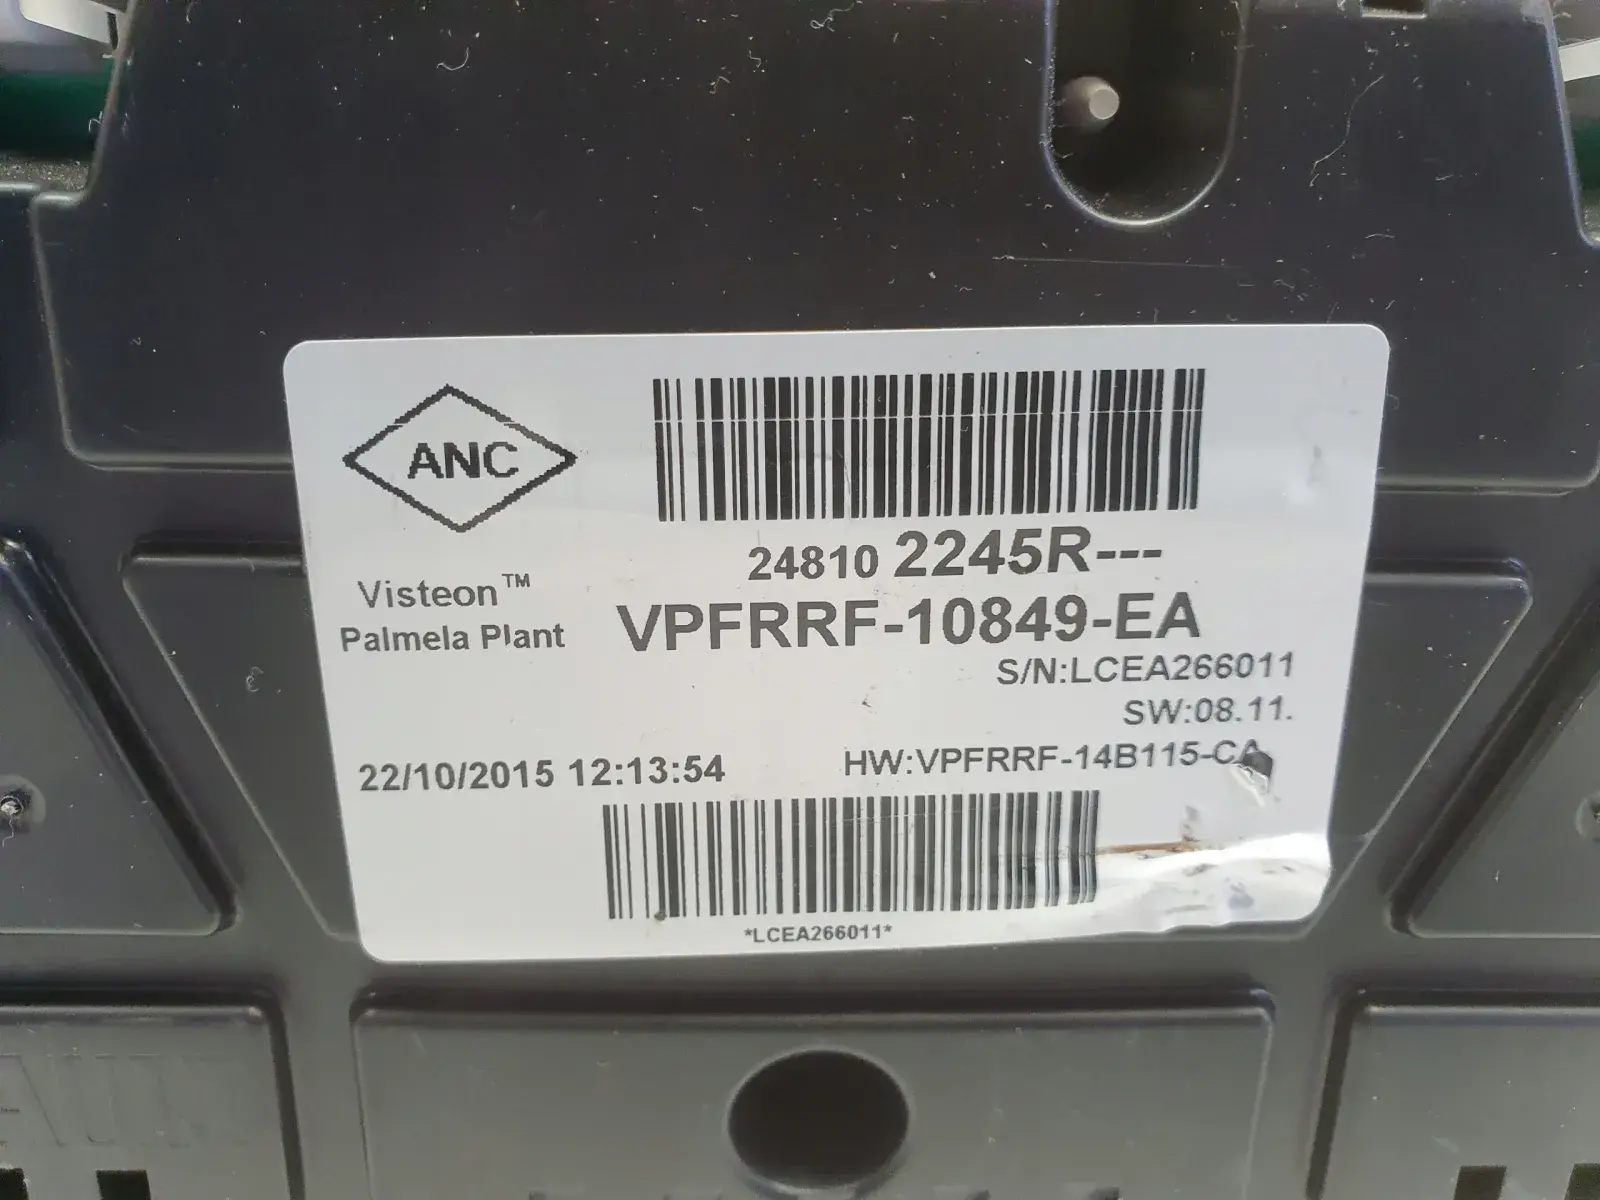 ANC
24810 2245R---
Visteon™
Palmela Plant
VPFRRF-10849-EA
S/N:LCEA266011
SW:08.11.
22/10/2015 12:13:54
HW:VPFRRF-14B115-CA
*LCEA266011*